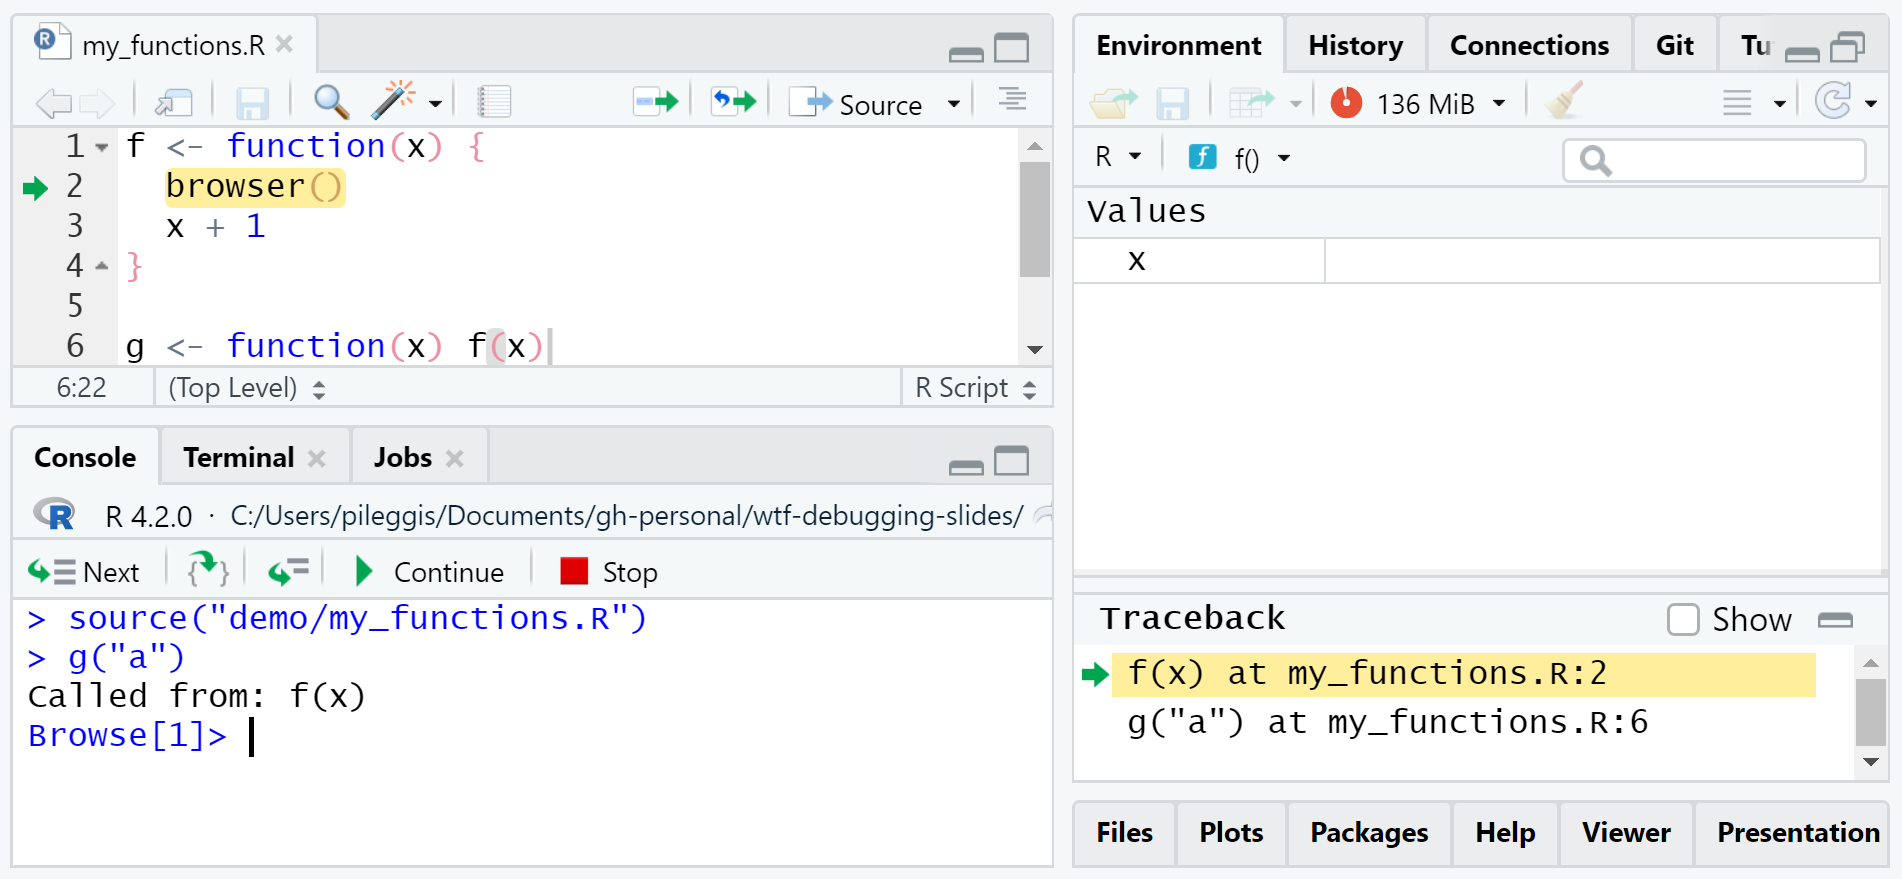 my_functions.R
Source
1 f <- function(x) {
2 browser()
3 x + 1
4 }
5
6 g <- function(x) f(x)
6:22 (Top Level) R Script
Console Terminal Jobs
R 4.2.0 · C:/Users/pileggis/Documents/gh-personal/wtf-debugging-slides/
Next Continue Stop
> source("demo/my_functions.R")
> g("a")
Called from: f(x)
Browse[1]>
Environment History Connections Git Tu
136 MiB
R f()
Values
x
Traceback Show
f(x) at my_functions.R:2
g("a") at my_functions.R:6
Files Plots Packages Help Viewer Presentation